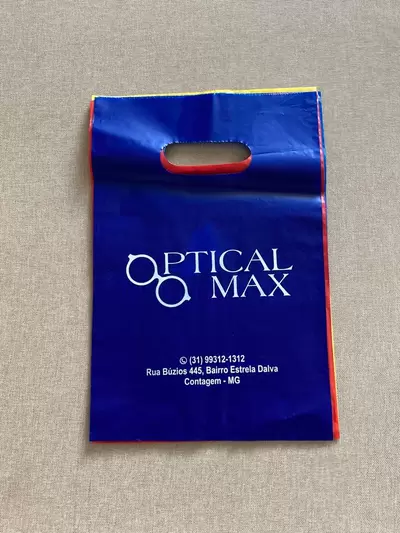 OPTICAL
MAX
(31) 99312-1312
Rua Búzios 445, Bairro Estrela Dalva
Contagem - MG